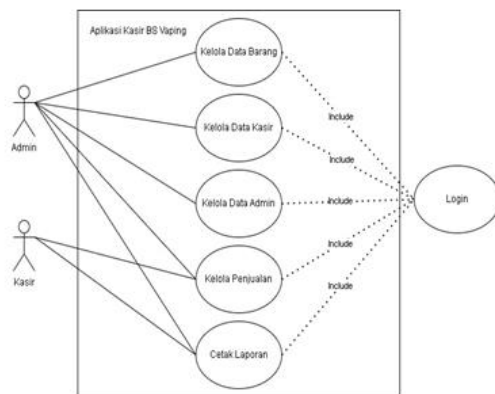 Aplikasi Kasir BS Vaping
Kelola Data Barang
Include
Kelola Data Kasir
Admin
Include
Kelola Data Admin
Include
Login
Kasir
Kelola Penjualan
Include
Include
Cetak Laporan